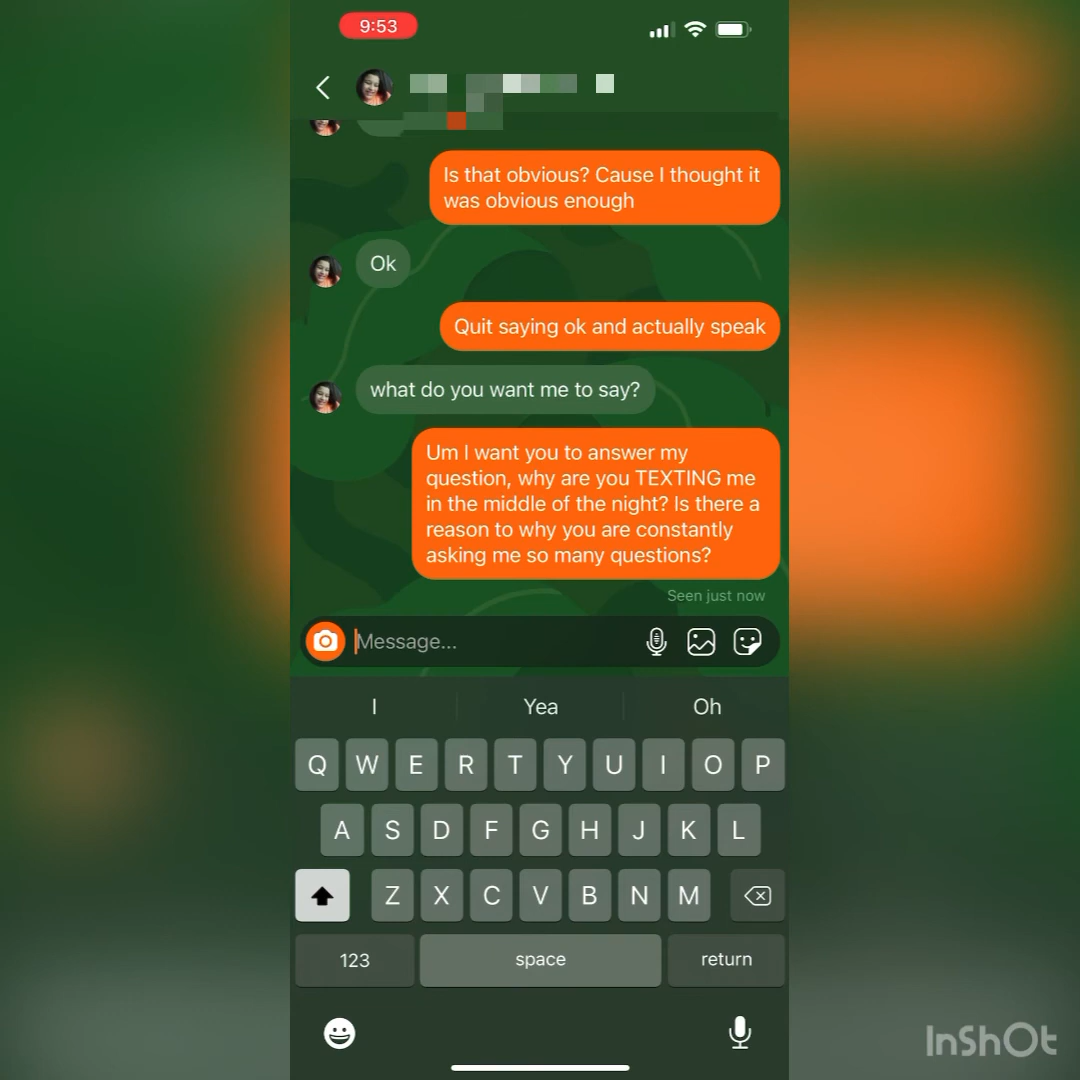 9:53
Is that obvious? Cause I thought it
was obvious enough
Ok
Quit saying ok and actually speak
what do you want me to say?
Um I want you to answer my
question, why are you TEXTING me
in the middle of the night? Is there a
reason to why you are constantly
asking me so many questions?
Seen just now
Message...
I Yea Oh
Q W E R T Y U I O P
A S D F G H J K L
Z X C V B N M
123 space return
InShOt